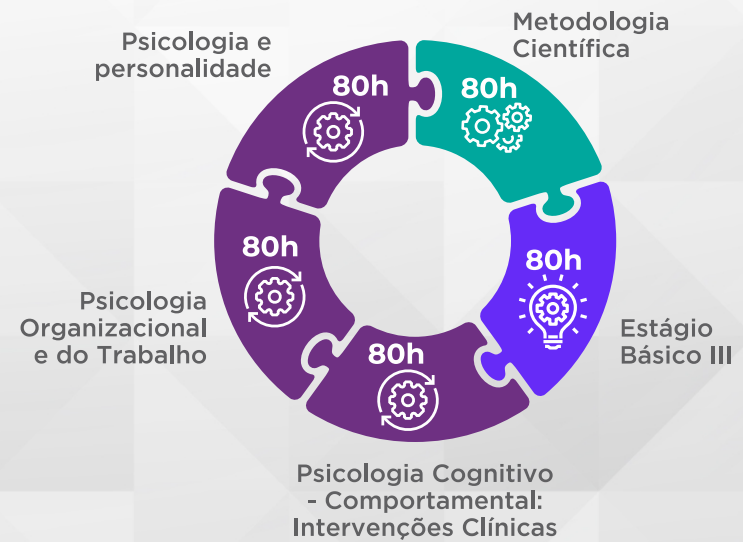 Psicologia e
personalidade
80h
Metodologia
Científica
80h
80h
Estágio
Básico III
80h
Psicologia Cognitivo
- Comportamental:
Intervenções Clínicas
80h
Psicologia
Organizacional
e do Trabalho